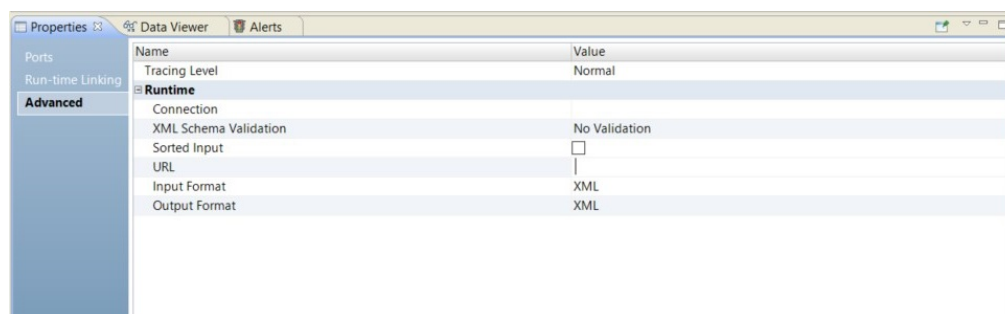 Properties Data Viewer Alerts
Ports
Run-time Linking
Advanced
Name Value
Tracing Level Normal
Runtime
Connection
XML Schema Validation No Validation
Sorted Input
URL
Input Format XML
Output Format XML